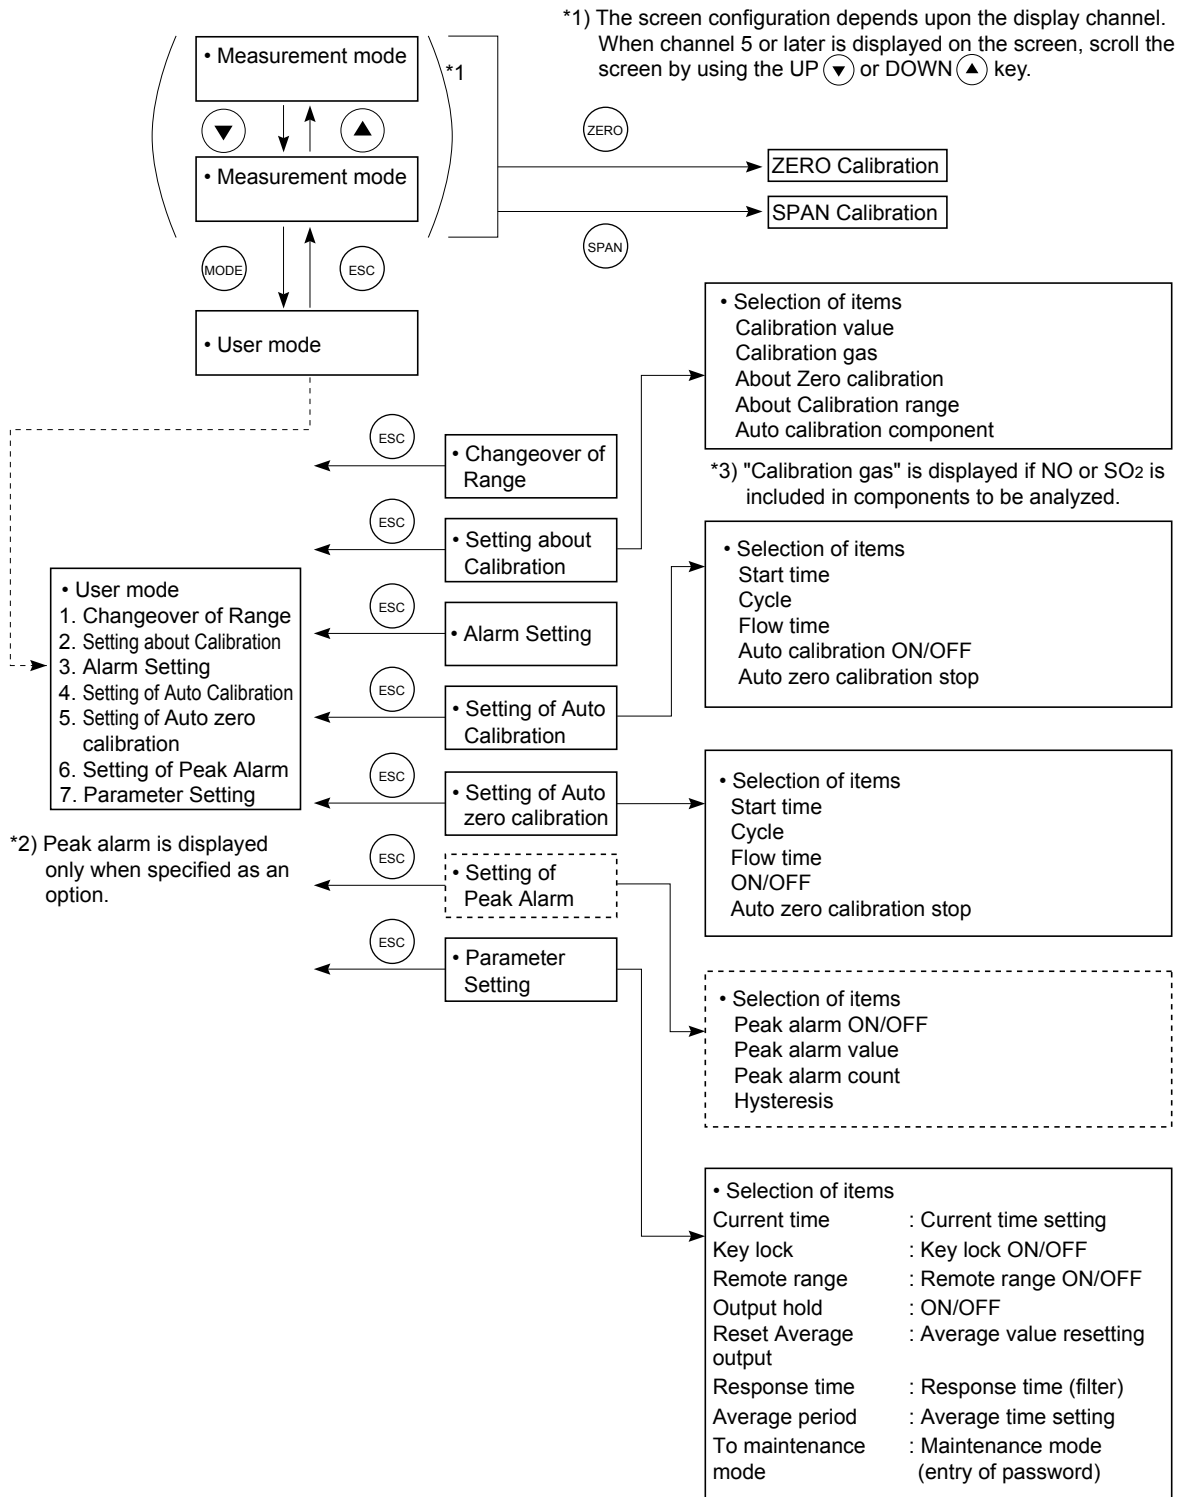 *1) The screen configuration depends upon the display channel.
When channel 5 or later is displayed on the screen, scroll the
screen by using the UP ▼ or DOWN ▲ key.
• Measurement mode
*1
▼ ▲
• Measurement mode
ZERO
ZERO Calibration
SPAN Calibration
SPAN
MODE
ESC
• User mode
• Selection of items
Calibration value
Calibration gas
About Zero calibration
About Calibration range
Auto calibration component
*3) "Calibration gas" is displayed if NO or SO2 is
included in components to be analyzed.
ESC
• Changeover of
Range
ESC
• Setting about
Calibration
ESC
• Alarm Setting
ESC
• Setting of Auto
Calibration
ESC
• Setting of Auto
zero calibration
ESC
• Setting of
Peak Alarm
ESC
• Parameter
Setting
• User mode
1. Changeover of Range
2. Setting about Calibration
3. Alarm Setting
4. Setting of Auto Calibration
5. Setting of Auto zero
calibration
6. Setting of Peak Alarm
7. Parameter Setting
*2) Peak alarm is displayed
only when specified as an
option.
• Selection of items
Start time
Cycle
Flow time
Auto calibration ON/OFF
Auto zero calibration stop
• Selection of items
Start time
Cycle
Flow time
ON/OFF
Auto zero calibration stop
• Selection of items
Peak alarm ON/OFF
Peak alarm value
Peak alarm count
Hysteresis
• Selection of items
Current time : Current time setting
Key lock : Key lock ON/OFF
Remote range : Remote range ON/OFF
Output hold : ON/OFF
Reset Average : Average value resetting
output
Response time : Response time (filter)
Average period : Average time setting
To maintenance : Maintenance mode
mode (entry of password)